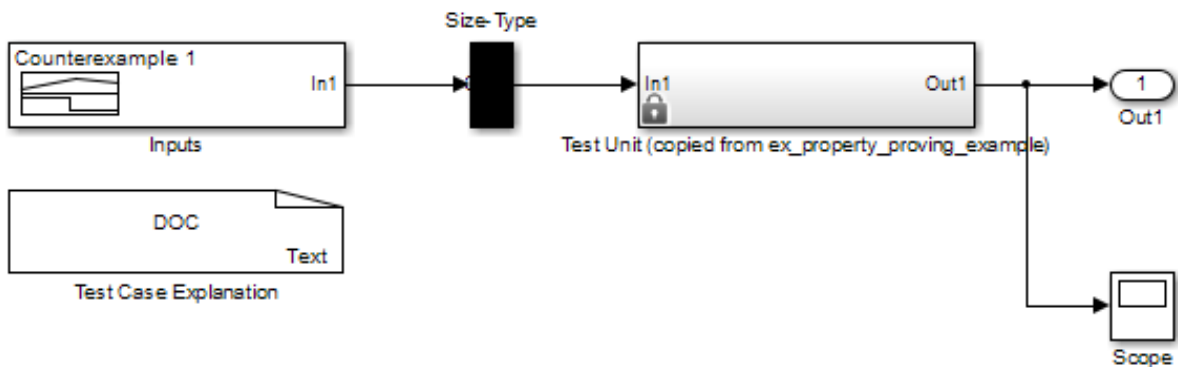 Size-Type
Counterexample 1
In1
In1
Out1
1
Out1
Inputs
Test Unit (copied from ex_property_proving_example)
DOC
Text
Test Case Explanation
Scope